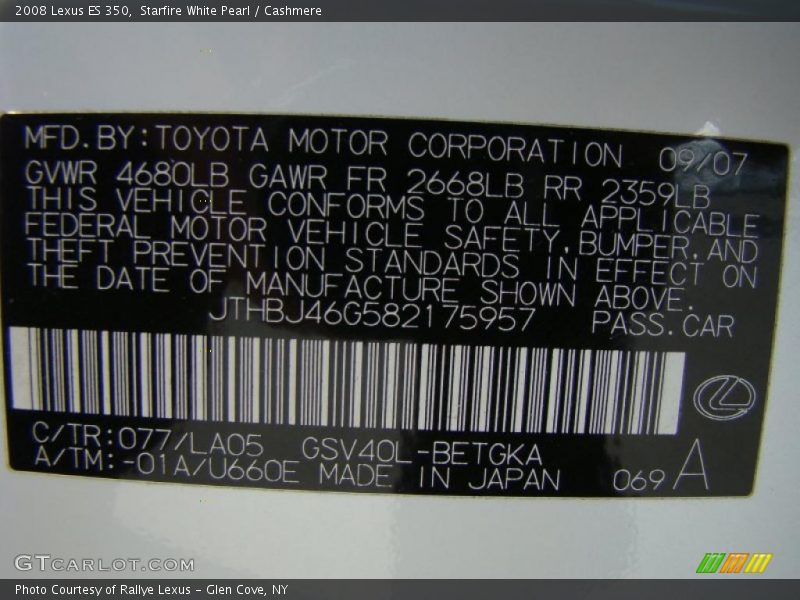 2008 Lexus ES 350, Starfire White Pearl / Cashmere
MFD.BY:TOYOTA MOTOR CORPORATION 09/07
GVWR 4680LB GAWR FR 2668LB RR 2359LB
THIS VEHICLE CONFORMS TO ALL APPLICABLE
FEDERAL MOTOR VEHICLE SAFETY,BUMPER,AND
THEFT PREVENTION STANDARDS IN EFFECT ON
THE DATE OF MANUFACTURE SHOWN ABOVE.
JTHBJ46G582175957 PASS.CAR
C/TR:077/LA05 GSV40L-BETGKA
A/TM:-01A/U660E MADE IN JAPAN 069 A
GTCARLOT.COM
Photo Courtesy of Rallye Lexus - Glen Cove, NY